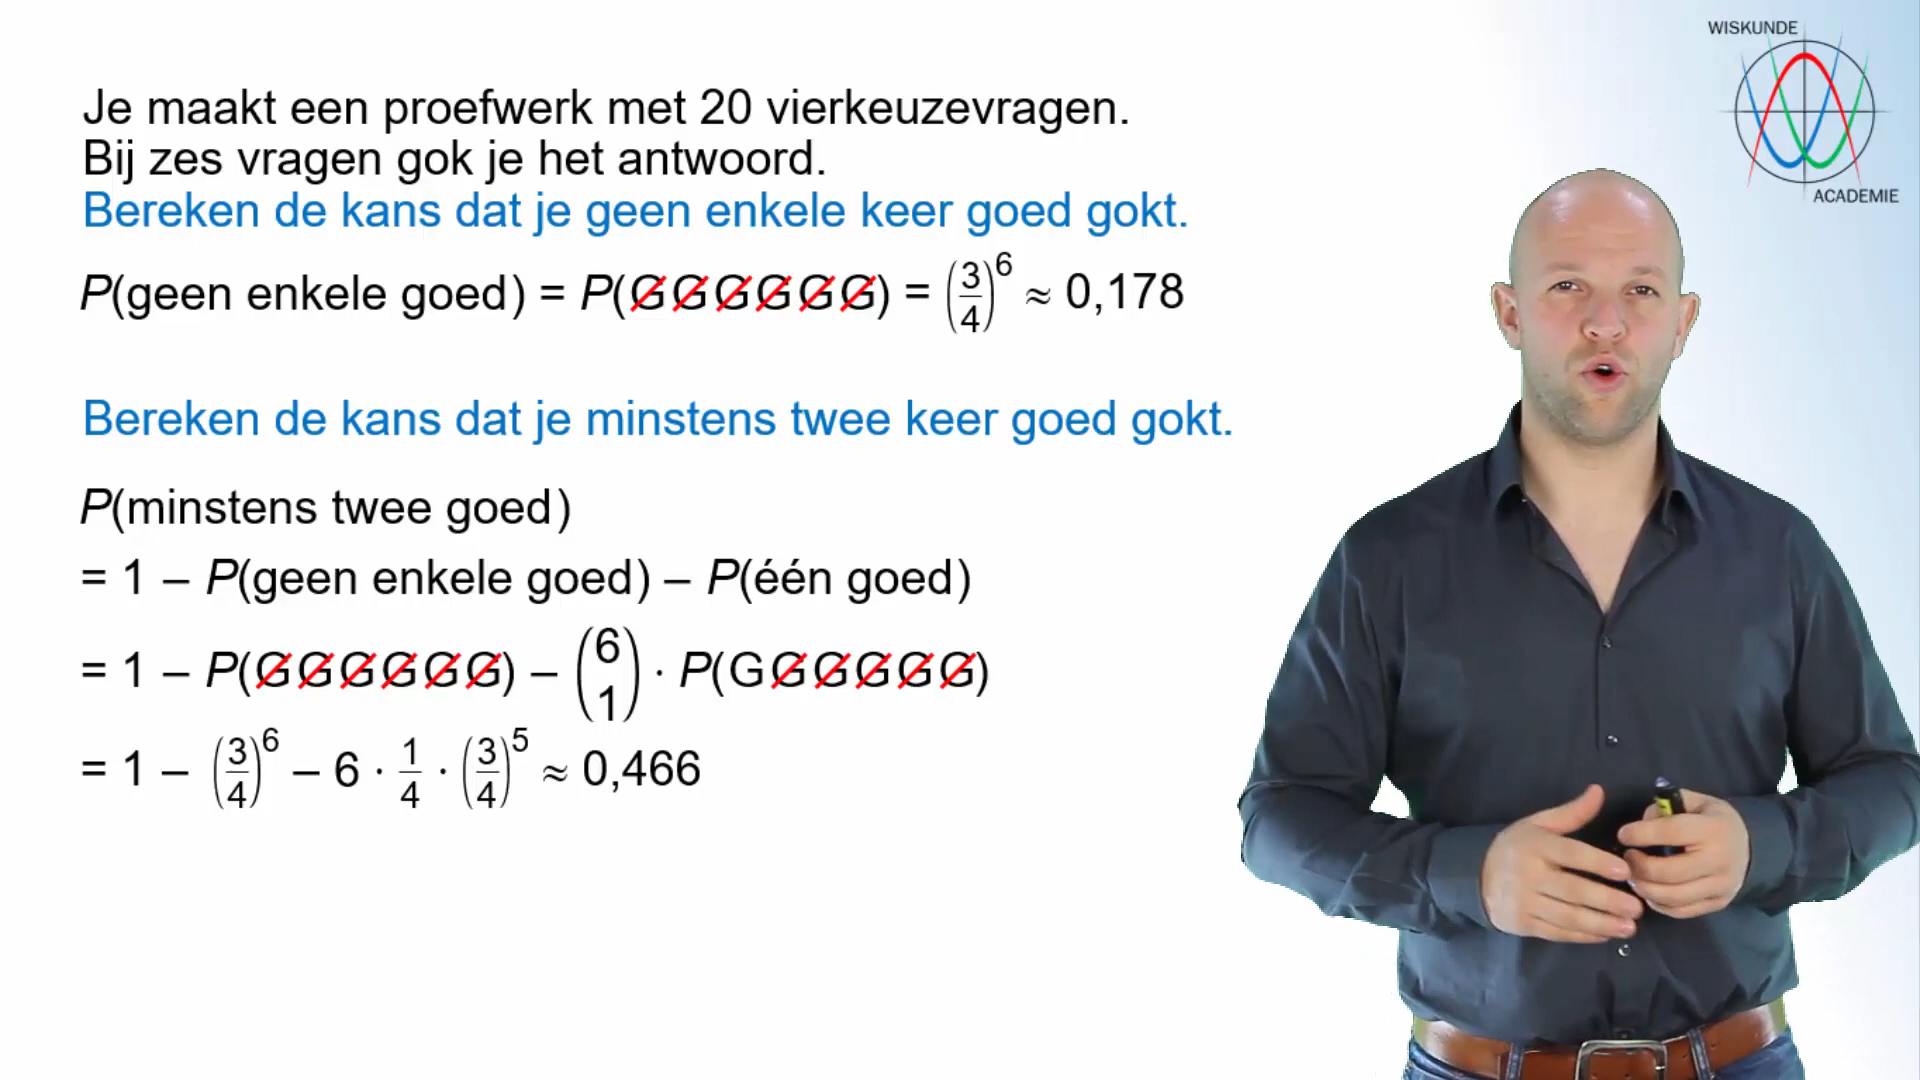 WISKUNDE
ACADEMIE
Je maakt een proefwerk met 20 vierkeuzevragen.
Bij zes vragen gok je het antwoord.
Bereken de kans dat je geen enkele keer goed gokt.
P(geen enkele goed) = P(G̸G̸G̸G̸G̸G̸) = (3/4)^6 ≈ 0,178
Bereken de kans dat je minstens twee keer goed gokt.
P(minstens twee goed)
= 1 – P(geen enkele goed) – P(één goed)
= 1 – P(G̸G̸G̸G̸G̸G̸) – (6 1) · P(GG̸G̸G̸G̸G̸)
= 1 – (3/4)^6 – 6 · 1/4 · (3/4)^5 ≈ 0,466